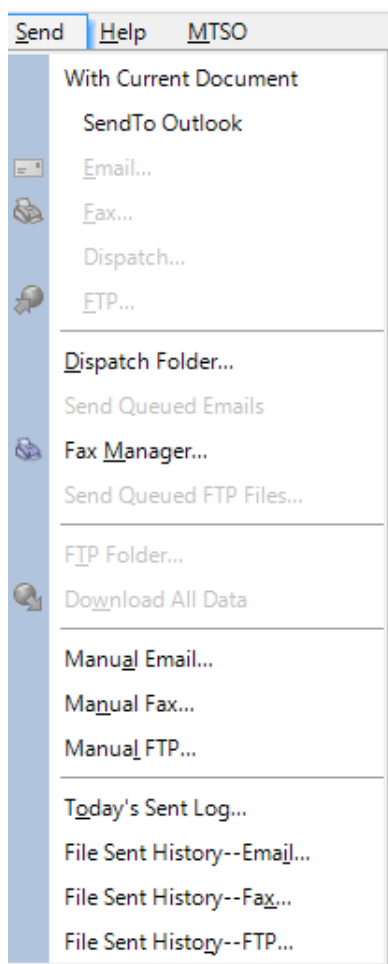 Send Help MTSO
With Current Document
SendTo Outlook
Email...
Fax...
Dispatch...
FTP...
Dispatch Folder...
Send Queued Emails
Fax Manager...
Send Queued FTP Files...
FTP Folder...
Download All Data
Manual Email...
Manual Fax...
Manual FTP...
Today's Sent Log...
File Sent History--Email...
File Sent History--Fax...
File Sent History--FTP...